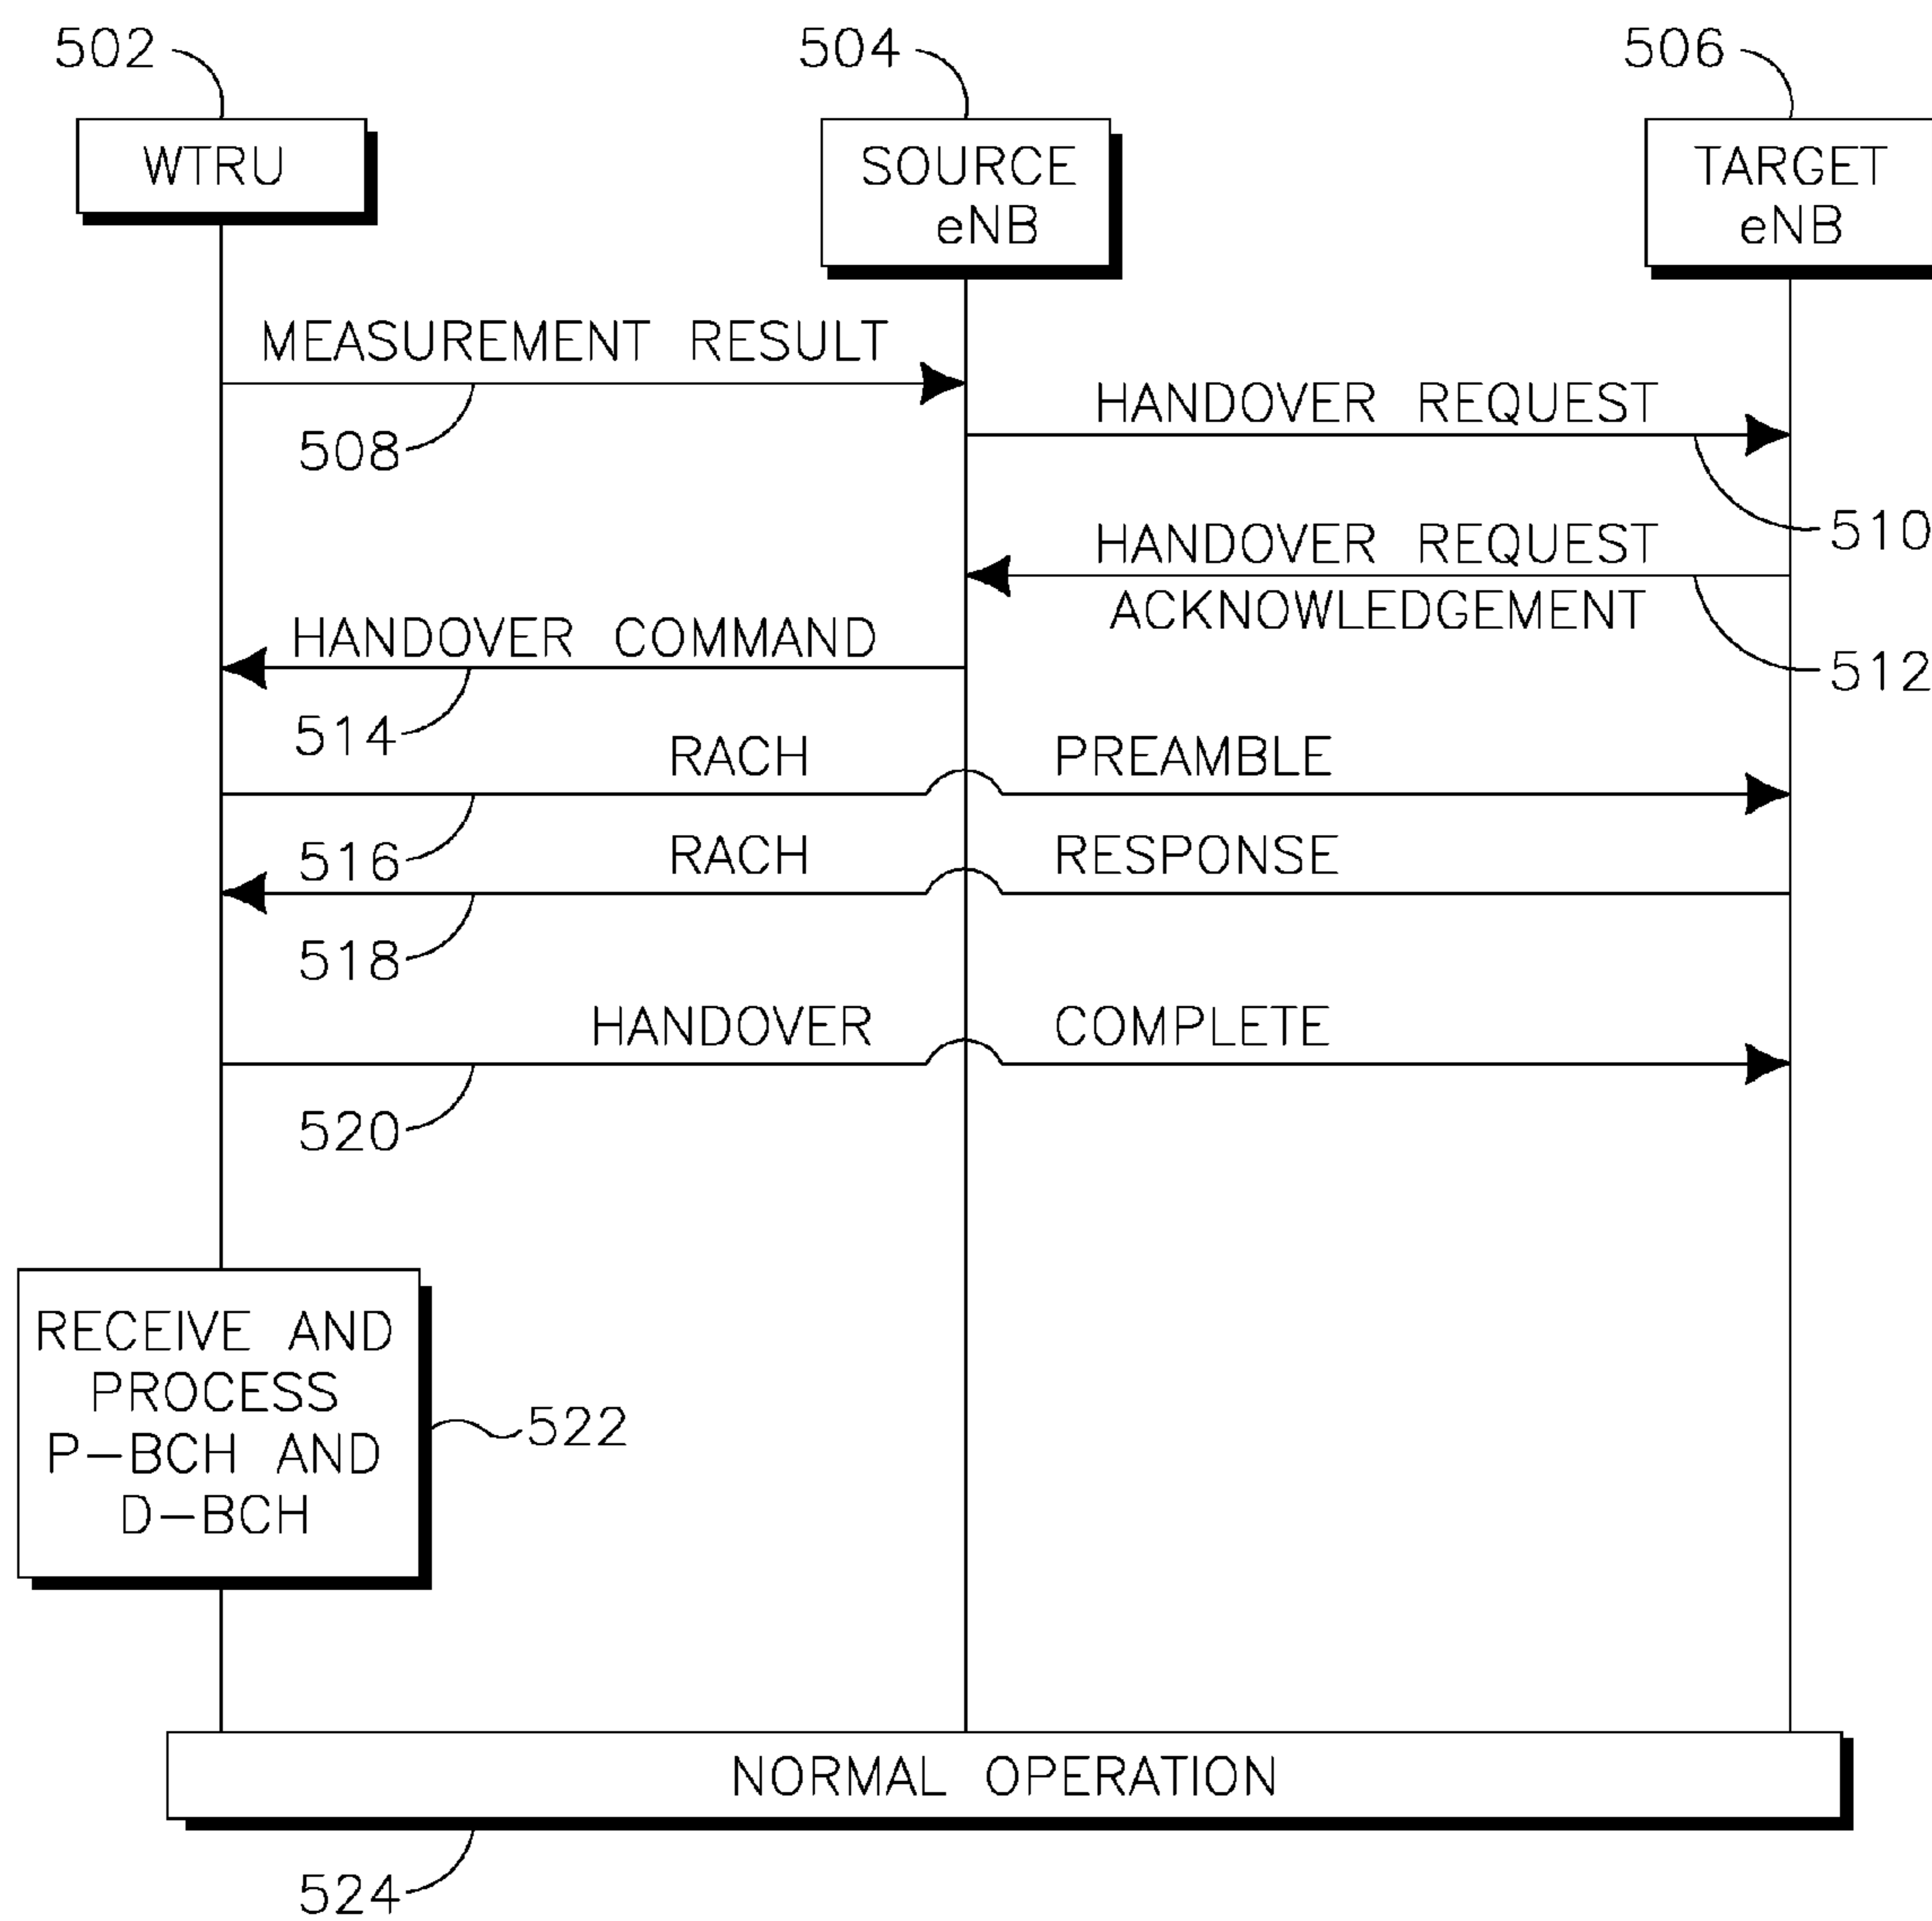 502
504
506
WTRU
SOURCE
eNB
TARGET
eNB
MEASUREMENT RESULT
508
HANDOVER REQUEST
510
HANDOVER REQUEST
ACKNOWLEDGEMENT
512
HANDOVER COMMAND
514
RACH PREAMBLE
516
RACH RESPONSE
518
HANDOVER COMPLETE
520
RECEIVE AND
PROCESS
P-BCH AND
D-BCH
522
NORMAL OPERATION
524